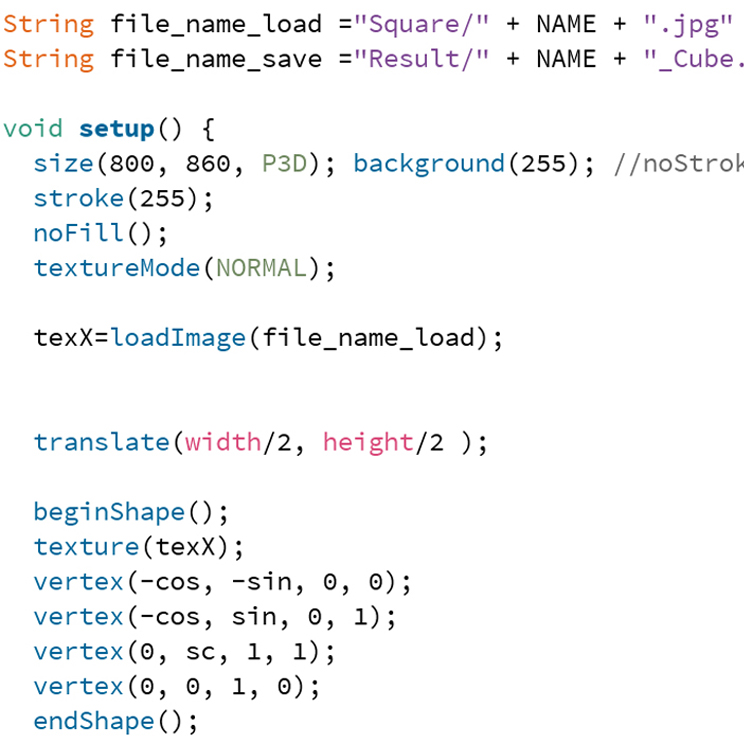 String file_name_load ="Square/" + NAME + ".jpg"
String file_name_save ="Result/" + NAME + "_Cube.
void setup() {
size(800, 860, P3D); background(255); //noStrok
stroke(255);
noFill();
textureMode(NORMAL);
texX=loadImage(file_name_load);
translate(width/2, height/2 );
beginShape();
texture(texX);
vertex(-cos, -sin, 0, 0);
vertex(-cos, sin, 0, 1);
vertex(0, sc, 1, 1);
vertex(0, 0, 1, 0);
endShape();